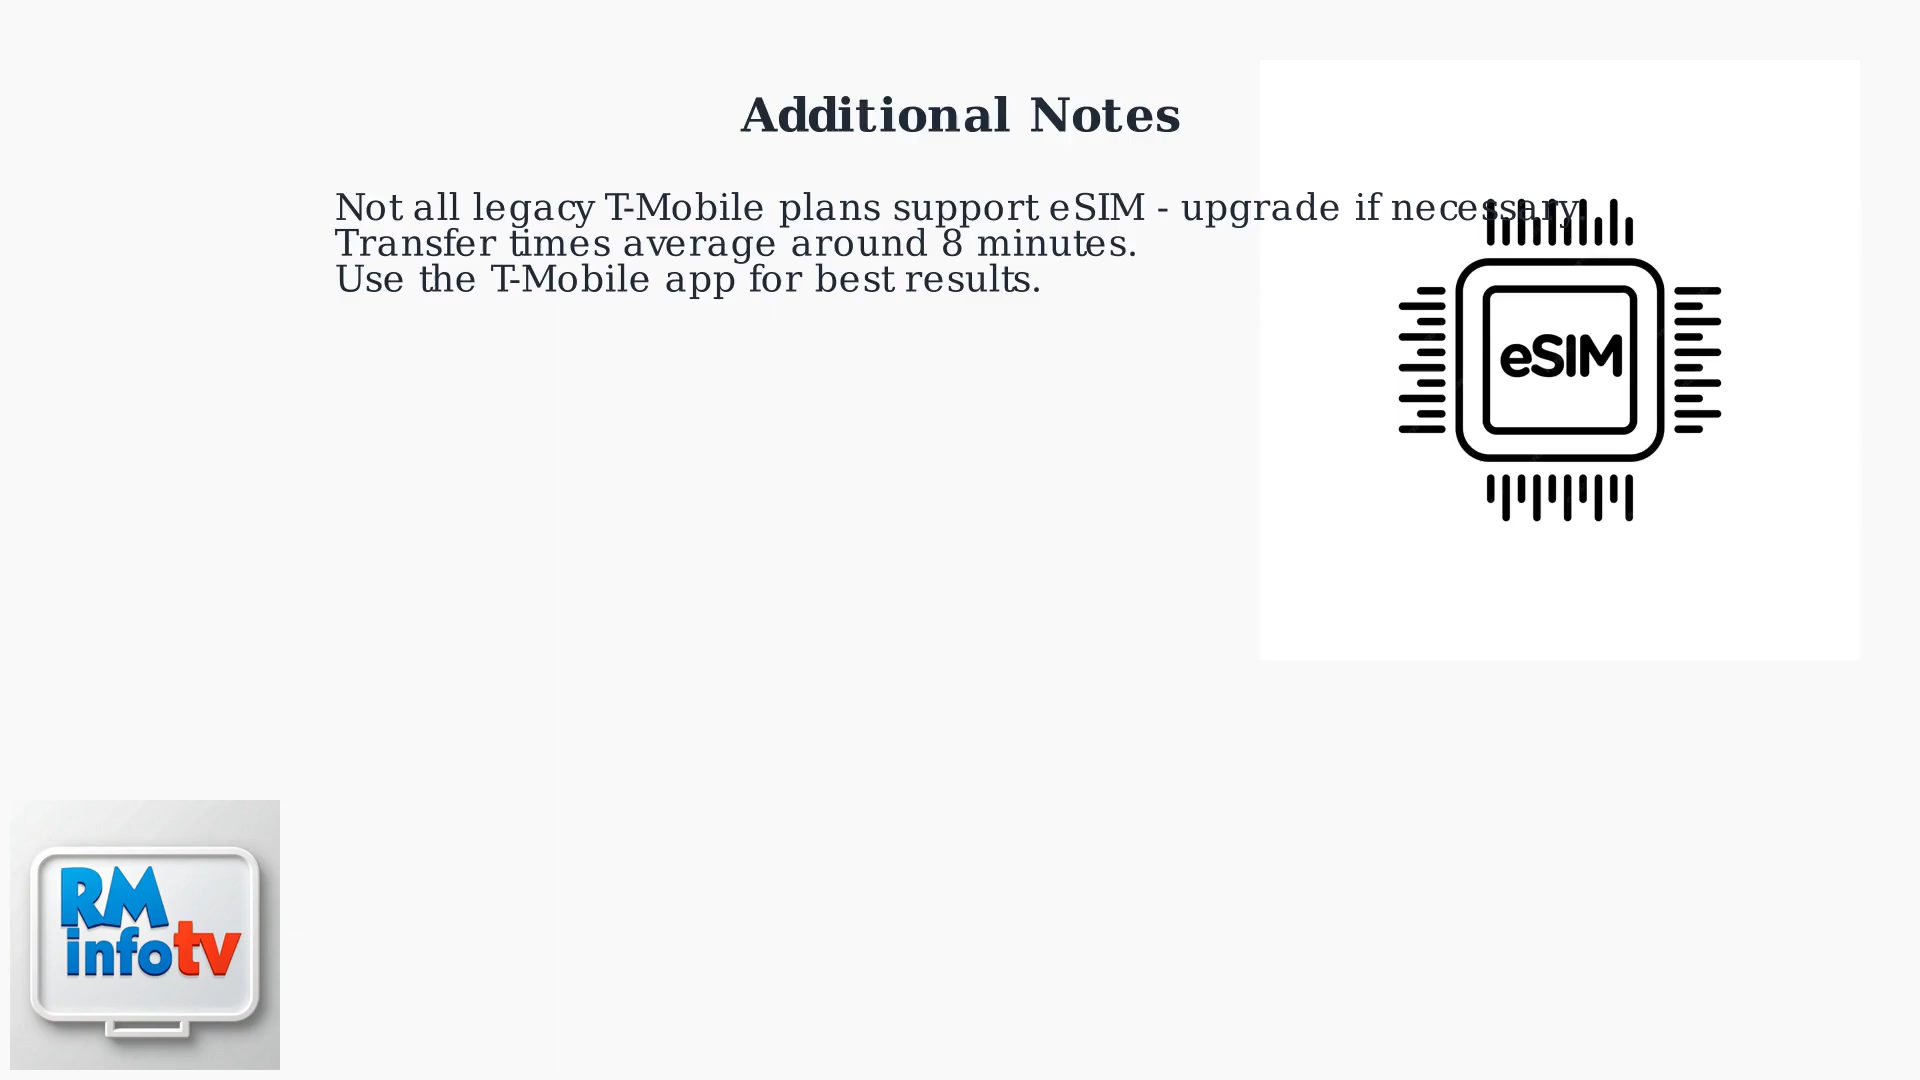 Additional Notes
Not all legacy T-Mobile plans support eSIM - upgrade if necessary.
Transfer times average around 8 minutes.
Use the T-Mobile app for best results.
eSIM
RM
infotv